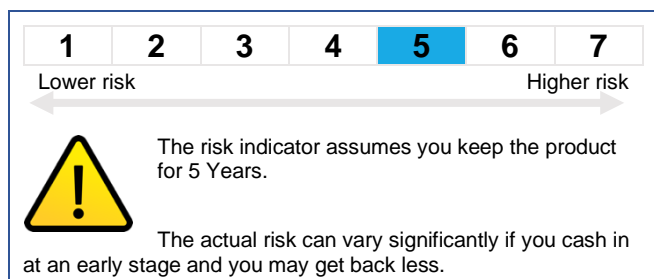 1 2 3 4 5 6 7
Lower risk Higher risk
The risk indicator assumes you keep the product
for 5 Years.
The actual risk can vary significantly if you cash in
at an early stage and you may get back less.